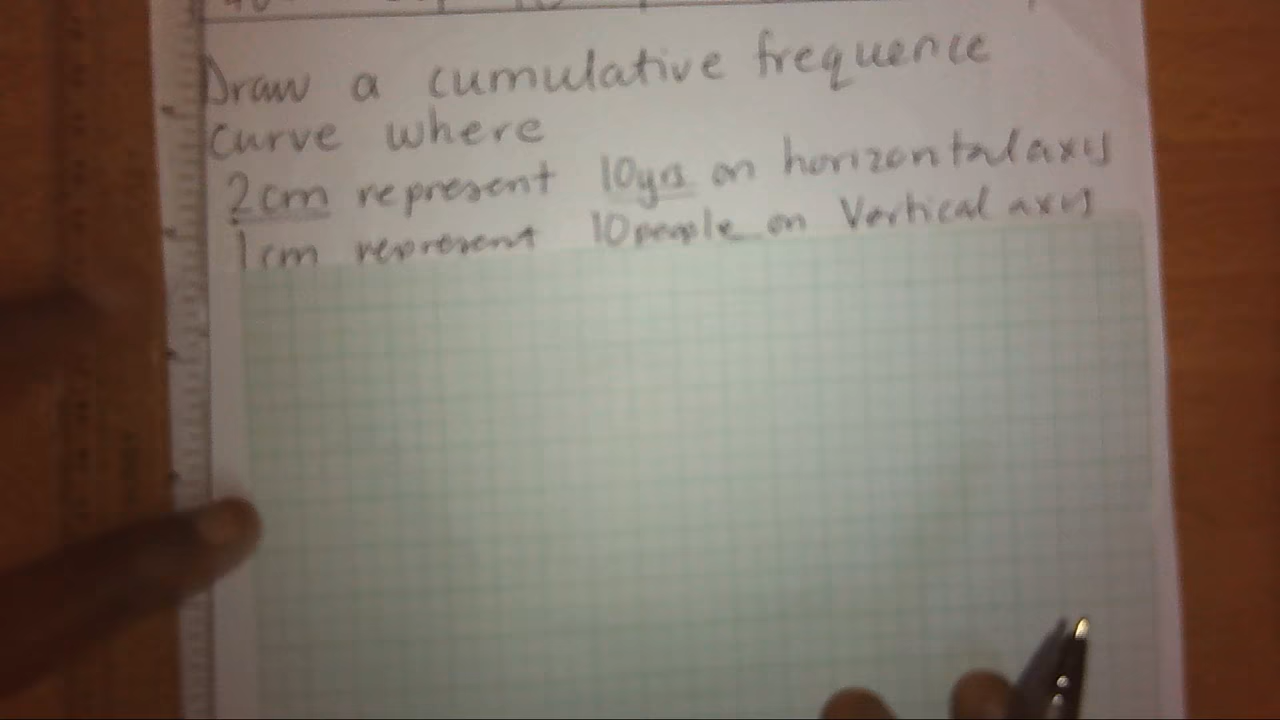 Draw a cumulative frequence
curve where
2cm represent 10yrs on horizontal axis
1cm represent 10people on Vertical axis